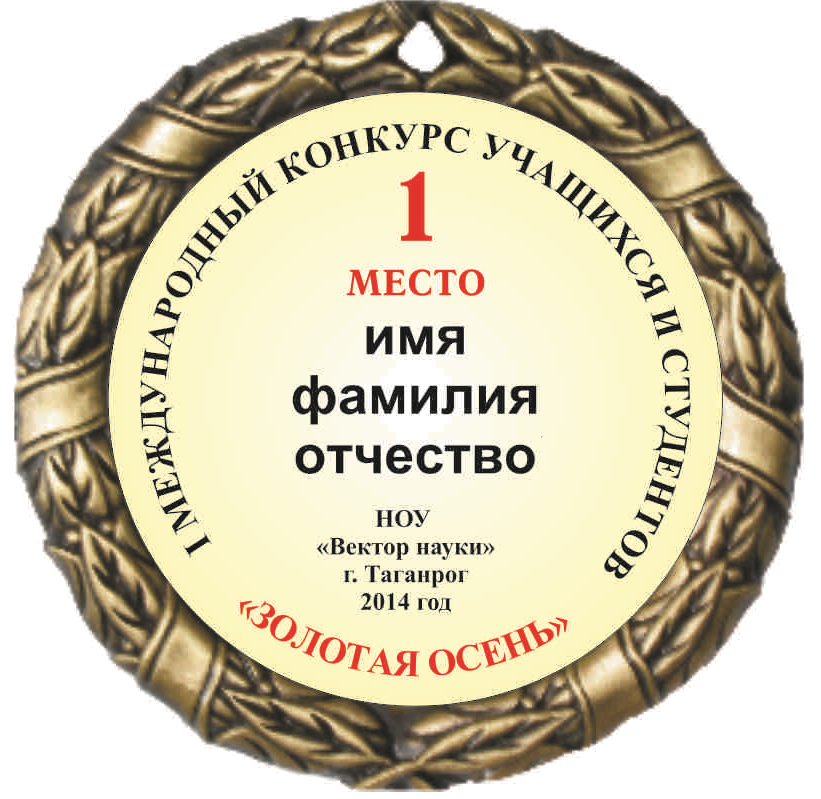 I МЕЖДУНАРОДНЫЙ КОНКУРС УЧАЩИХСЯ И СТУДЕНТОВ
1
МЕСТО
имя
фамилия
отчество
НОУ
«Вектор науки»
г. Таганрог
2014 год
«ЗОЛОТАЯ ОСЕНЬ»